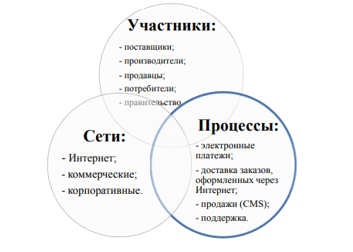 Участники:
- поставщики;
- производители;
- продавцы;
- потребители;
- правительство
Сети:
- Интернет;
- коммерческие;
- корпоративные.
Процессы:
- электронные
платежи;
- доставка заказов,
оформленных через
Интернет;
- продажи (CMS);
- поддержка.